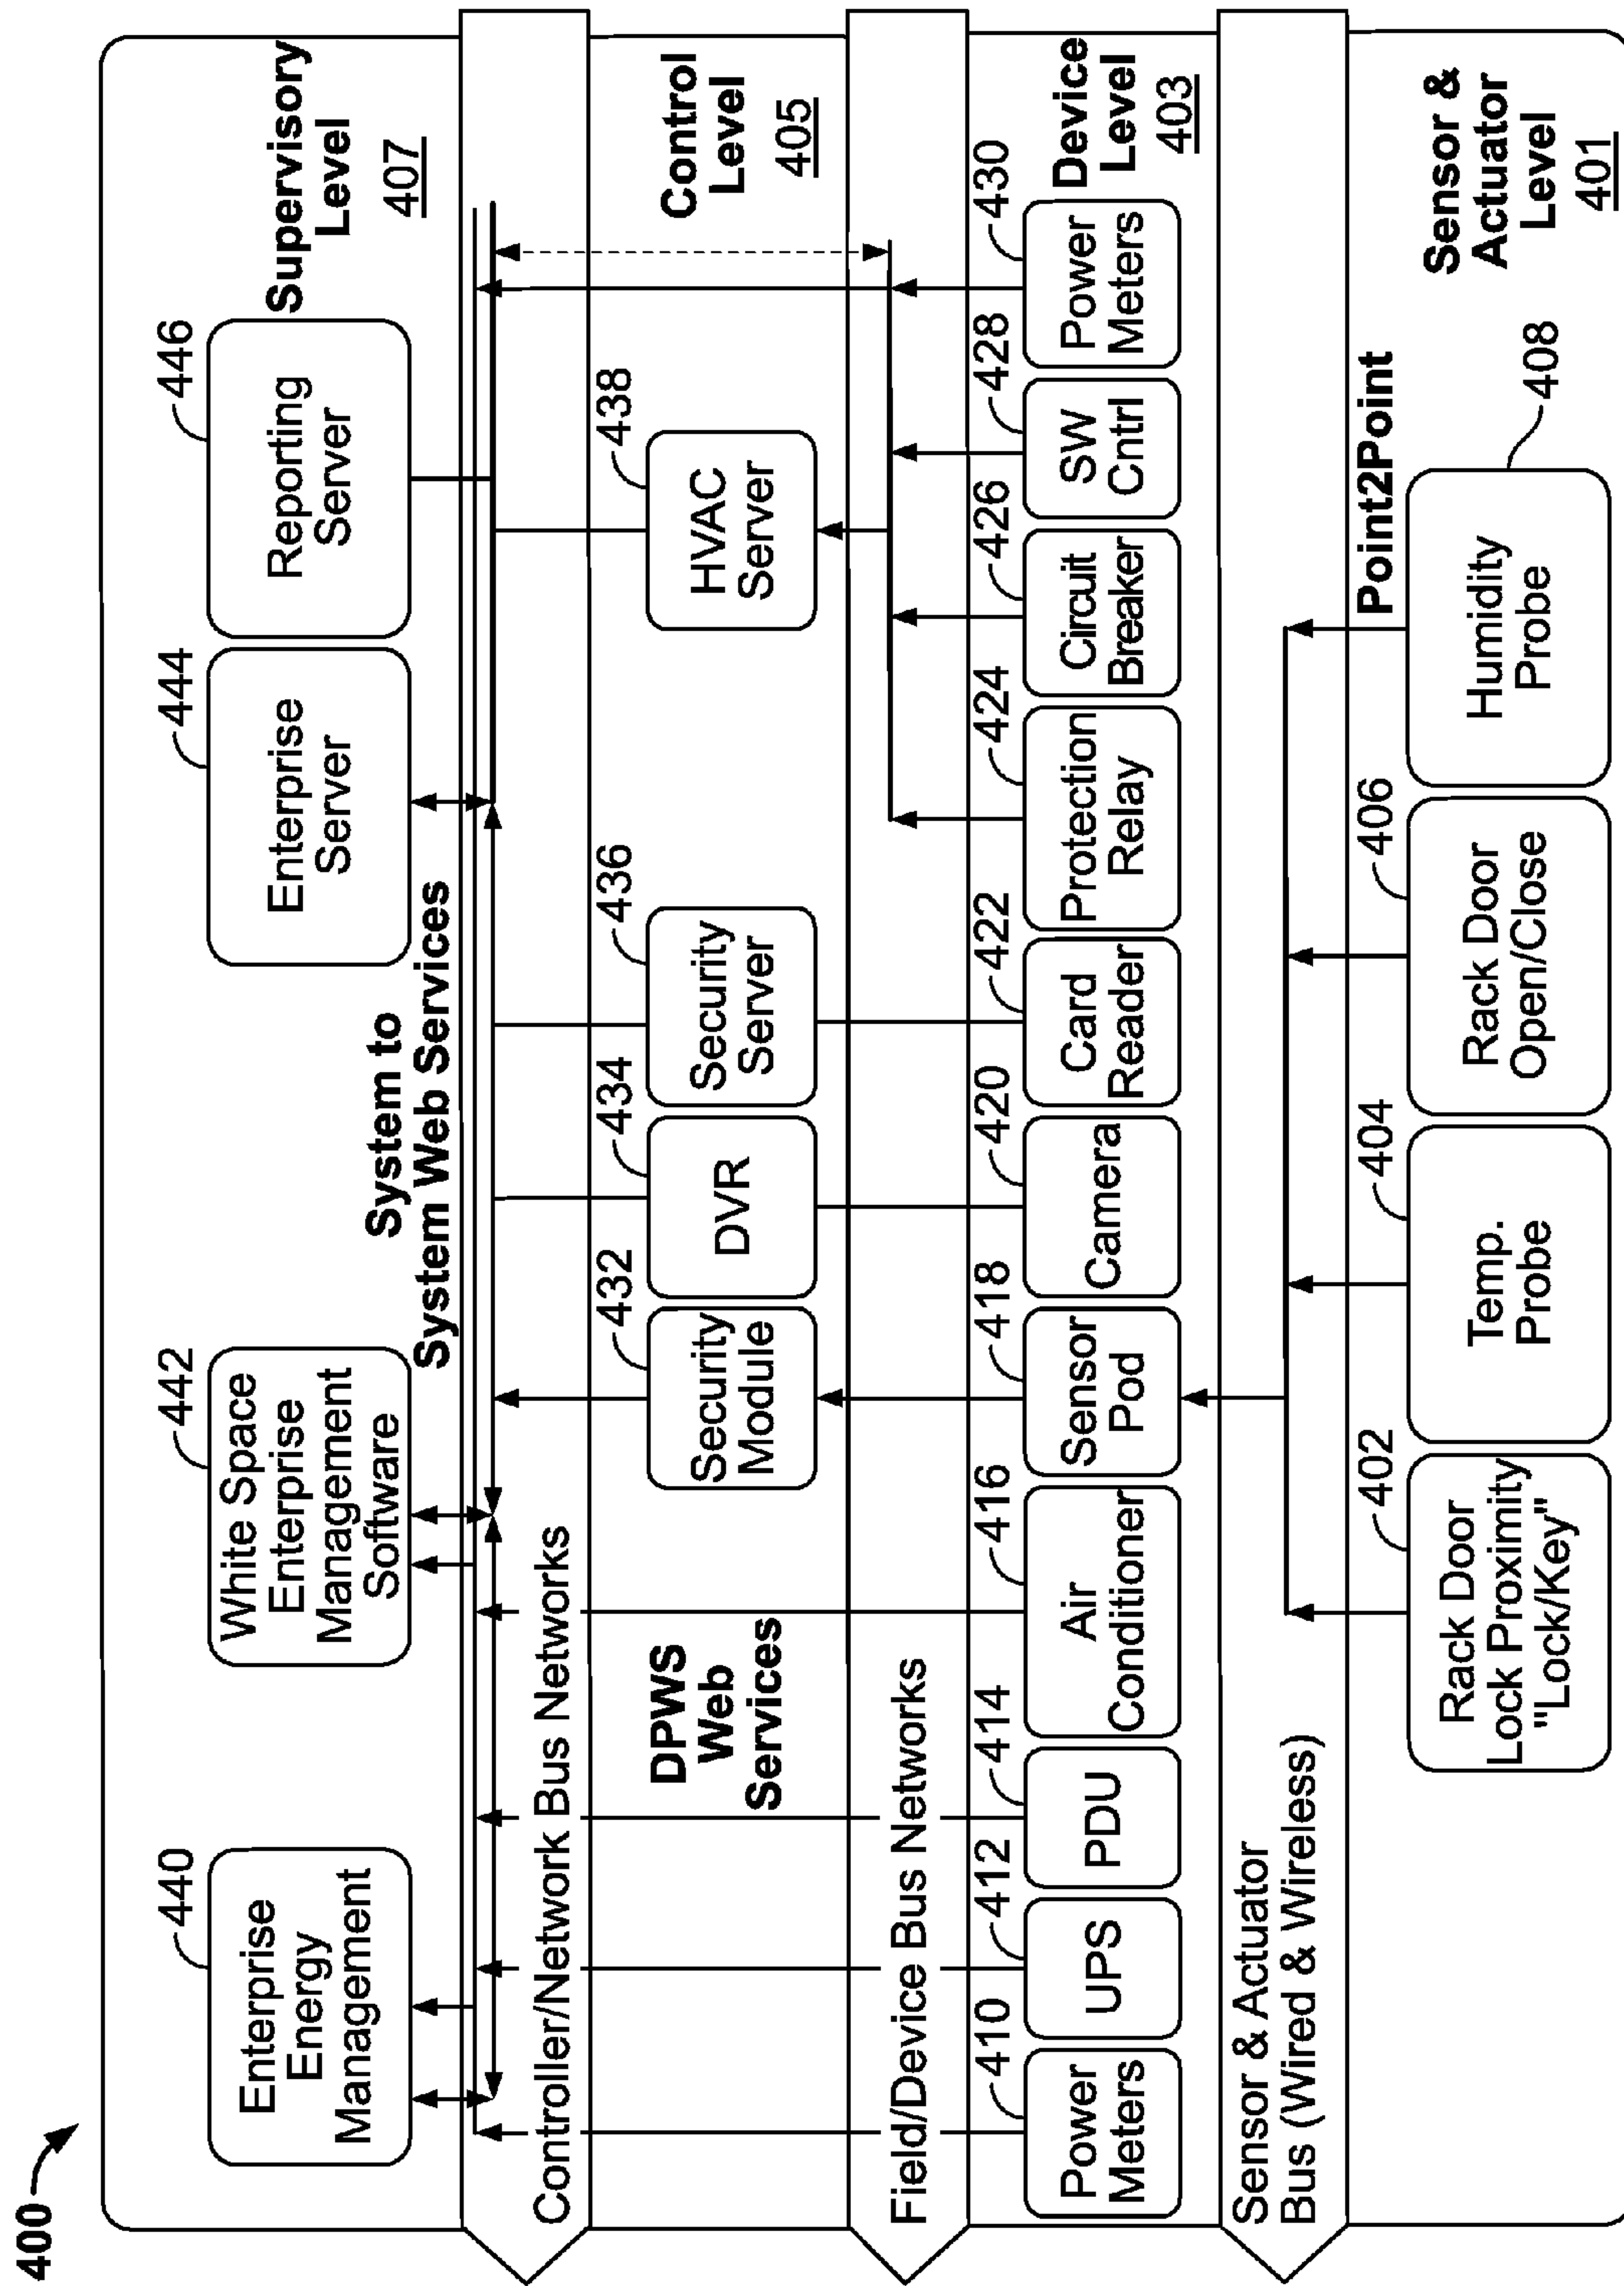 400
440
442
444
446
Enterprise
Energy
Management
White Space
Enterprise
Management
Software
Enterprise
Server
Reporting
Server
Supervisory
Level
407
System to
System Web Services
Controller/Network Bus Networks
432
434
436
438
DPWS
Web
Services
Security
Module
DVR
Security
Server
HVAC
Server
Control
Level
405
Field/Device Bus Networks
410
412
414
416
418
420
422
424
426
428
430
Power
Meters
UPS
PDU
Air
Conditioner
Sensor
Pod
Camera
Card
Reader
Protection
Relay
Circuit
Breaker
SW
Cntrl
Power
Meters
Device
Level
403
Sensor & Actuator
Bus (Wired & Wireless)
402
404
406
Point2Point
408
Rack Door
Lock Proximity
"Lock/Key"
Temp.
Probe
Rack Door
Open/Close
Humidity
Probe
Sensor &
Actuator
Level
401